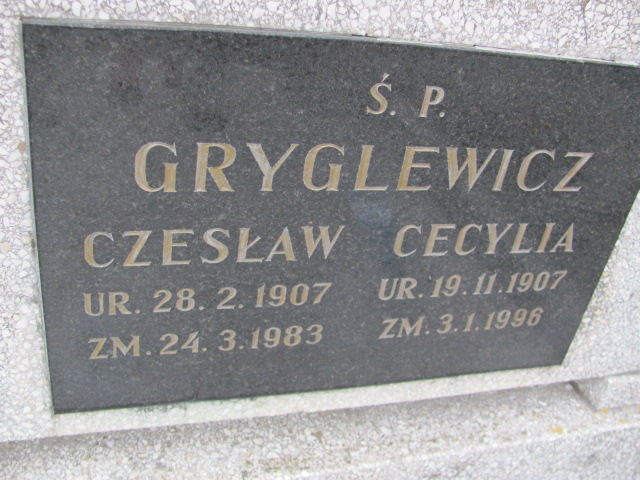 Ś. P.
GRYGLEWICZ
CZESŁAW
UR. 28. 2. 1907
ZM. 24. 3. 1983
CECYLIA
UR. 19. 11. 1907
ZM. 3. 1. 1996